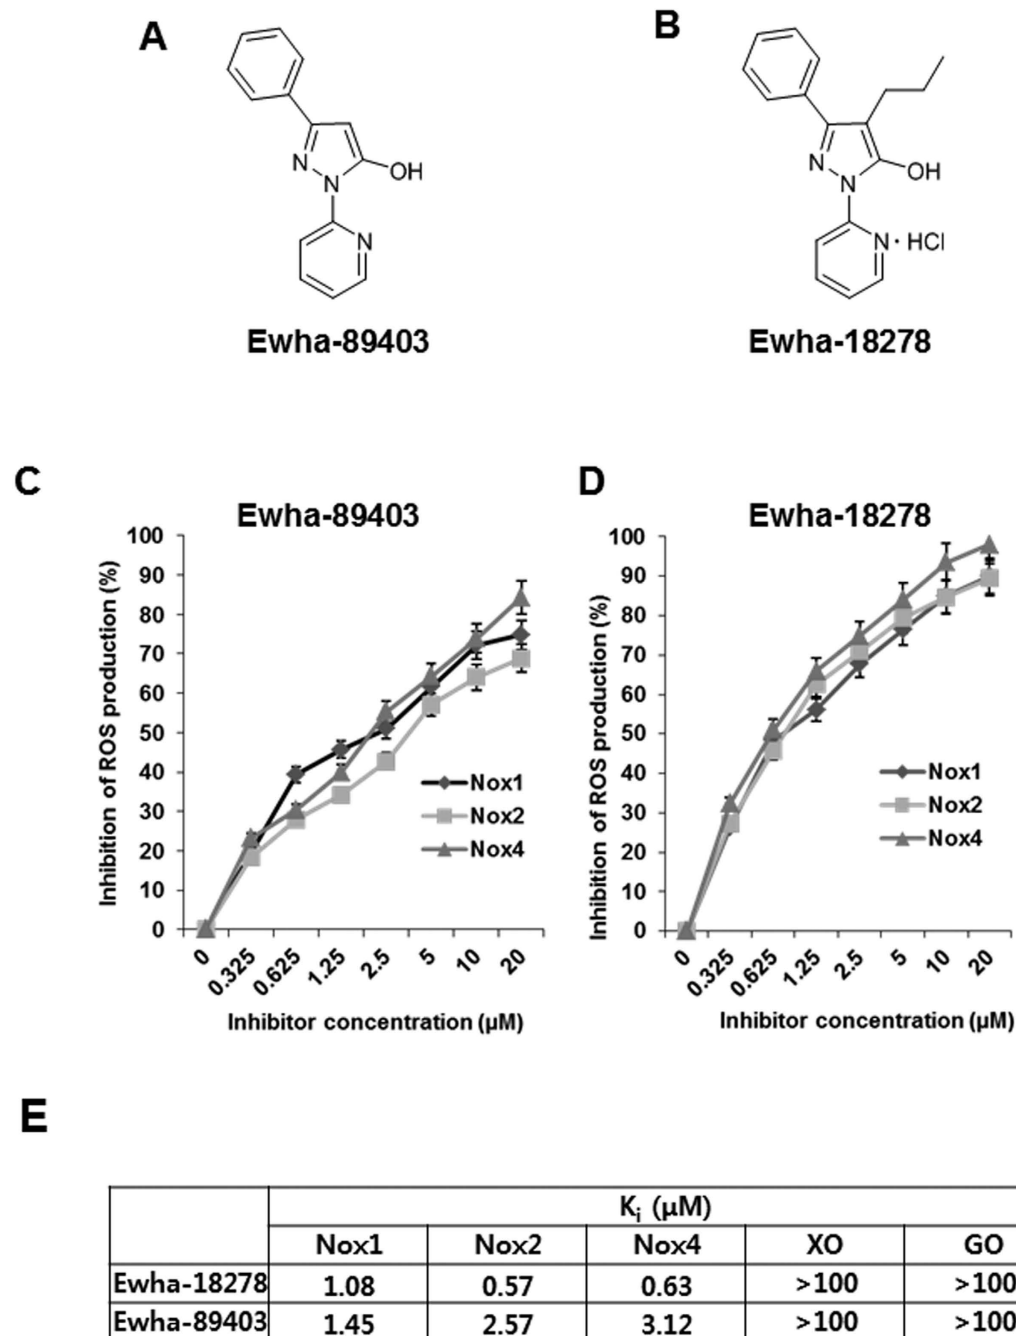 A
B
N
N
OH
N
N
N
OH
N· HCl
Ewha-89403
Ewha-18278
C
D
Ewha-89403
Ewha-18278
Inhibition of ROS production (%)
100
90
80
70
60
50
40
30
20
10
0
Nox1
Nox2
Nox4
0 0.325 0.625 1.25 2.5 5 10 20
Inhibitor concentration (μM)
Inhibition of ROS production (%)
100
90
80
70
60
50
40
30
20
10
0
Nox1
Nox2
Nox4
0 0.325 0.625 1.25 2.5 5 10 20
Inhibitor concentration (μM)
E
Ki (μM)
Nox1 Nox2 Nox4 XO GO
Ewha-18278 1.08 0.57 0.63 >100 >100
Ewha-89403 1.45 2.57 3.12 >100 >100